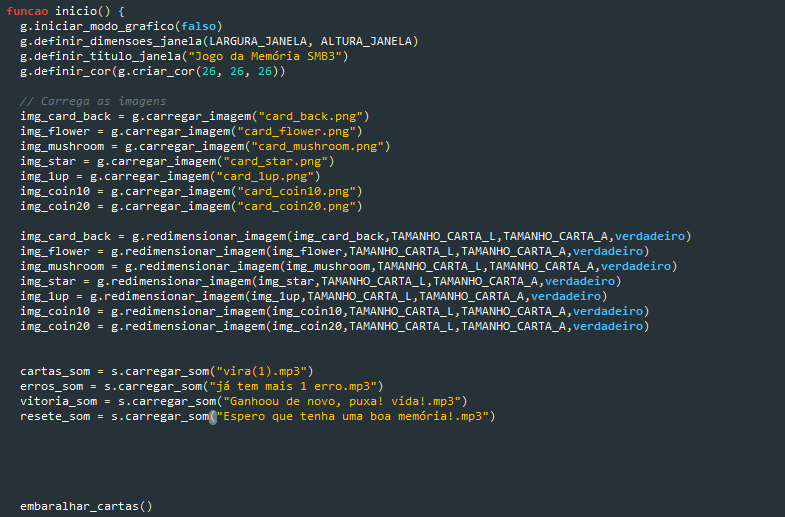 funcao inicio() {
g.iniciar_modo_grafico(falso)
g.definir_dimensoes_janela(LARGURA_JANELA, ALTURA_JANELA)
g.definir_titulo_janela("Jogo da Memória SMB3")
g.definir_cor(g.criar_cor(26, 26, 26))
// Carrega as imagens
img_card_back = g.carregar_imagem("card_back.png")
img_flower = g.carregar_imagem("card_flower.png")
img_mushroom = g.carregar_imagem("card_mushroom.png")
img_star = g.carregar_imagem("card_star.png")
img_1up = g.carregar_imagem("card_1up.png")
img_coin10 = g.carregar_imagem("card_coin10.png")
img_coin20 = g.carregar_imagem("card_coin20.png")
img_card_back = g.redimensionar_imagem(img_card_back,TAMANHO_CARTA_L,TAMANHO_CARTA_A,verdadeiro)
img_flower = g.redimensionar_imagem(img_flower,TAMANHO_CARTA_L,TAMANHO_CARTA_A,verdadeiro)
img_mushroom = g.redimensionar_imagem(img_mushroom,TAMANHO_CARTA_L,TAMANHO_CARTA_A,verdadeiro)
img_star = g.redimensionar_imagem(img_star,TAMANHO_CARTA_L,TAMANHO_CARTA_A,verdadeiro)
img_1up = g.redimensionar_imagem(img_1up,TAMANHO_CARTA_L,TAMANHO_CARTA_A,verdadeiro)
img_coin10 = g.redimensionar_imagem(img_coin10,TAMANHO_CARTA_L,TAMANHO_CARTA_A,verdadeiro)
img_coin20 = g.redimensionar_imagem(img_coin20,TAMANHO_CARTA_L,TAMANHO_CARTA_A,verdadeiro)
cartas_som = s.carregar_som("vira(1).mp3")
erros_som = s.carregar_som("já tem mais 1 erro.mp3")
vitoria_som = s.carregar_som("Ganhoou de novo, puxa! vida!.mp3")
resete_som = s.carregar_som("Espero que tenha uma boa memória!.mp3")
embaralhar_cartas()